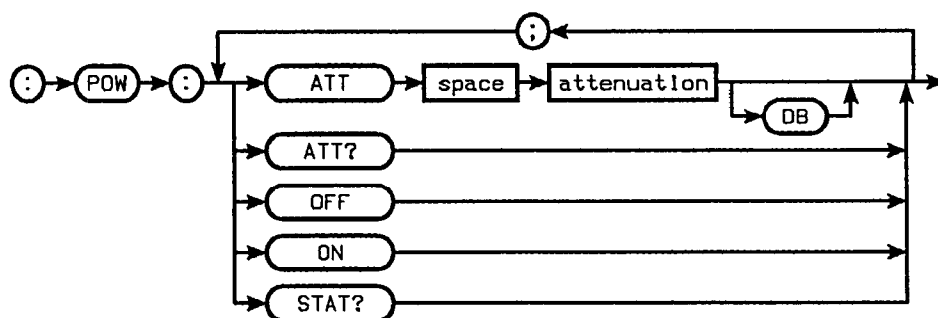 ;
: POW : ATT space attenuation
DB
ATT?
OFF
ON
STAT?